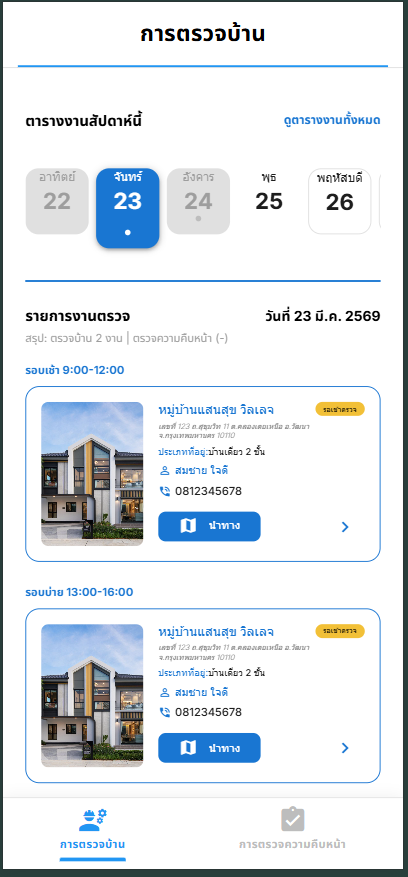 การตรวจบ้าน
ตารางงานสัปดาห์นี้
ดูตารางงานทั้งหมด
อาทิตย์
22
จันทร์
23
อังคาร
24
พุธ
25
พฤหัสบดี
26
รายการงานตรวจ
วันที่ 23 มี.ค. 2569
สรุป: ตรวจบ้าน 2 งาน | ตรวจความคืบหน้า (-)
รอบเช้า 9:00-12:00
หมู่บ้านแสนสุข วิลเลจ
รอเข้าตรวจ
เลขที่ 123 ถ.สุขุมวิท 11 ต.คลองเตยเหนือ อ.วัฒนา
จ.กรุงเทพมหานคร 10110
ประเภทที่อยู่:บ้านเดี่ยว 2 ชั้น
สมชาย ใจดี
0812345678
นำทาง
รอบบ่าย 13:00-16:00
หมู่บ้านแสนสุข วิลเลจ
รอเข้าตรวจ
เลขที่ 123 ถ.สุขุมวิท 11 ต.คลองเตยเหนือ อ.วัฒนา
จ.กรุงเทพมหานคร 10110
ประเภทที่อยู่:บ้านเดี่ยว 2 ชั้น
สมชาย ใจดี
0812345678
นำทาง
การตรวจบ้าน
การตรวจความคืบหน้า